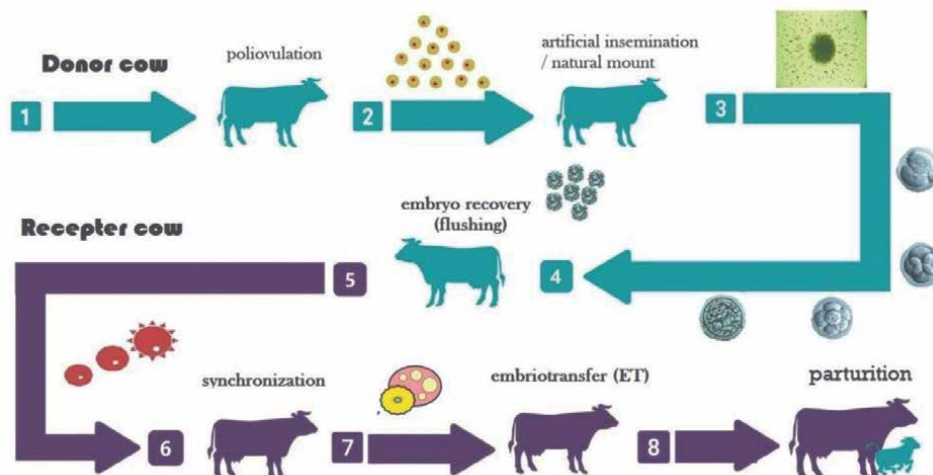 Donor cow
poliovulation
artificial insemination
/ natural mount
1
2
3
Recepter cow
embryo recovery
(flushing)
5
4
synchronization
embriotransfer (ET)
parturition
6
7
8